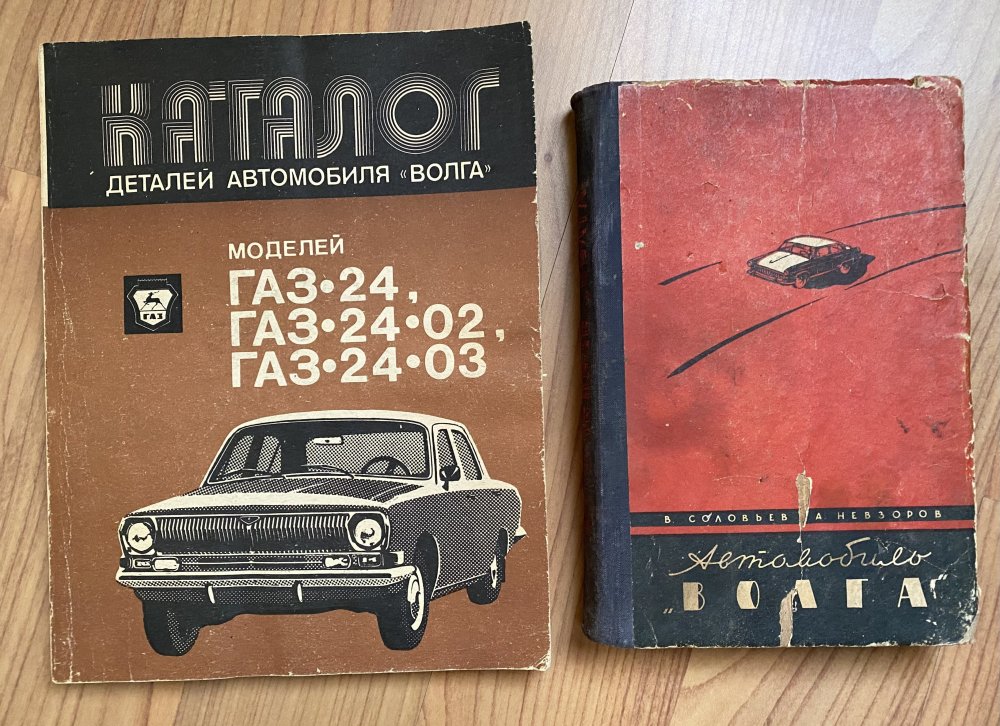 КАТАЛОГ
ДЕТАЛЕЙ АВТОМОБИЛЯ «ВОЛГА»
МОДЕЛЕЙ
ГАЗ•24,
ГАЗ•24•02,
ГАЗ•24•03
ГАЗ
В. СОЛОВЬЕВ А. НЕВЗОРОВ
Автомобиль
„ВОЛГА"